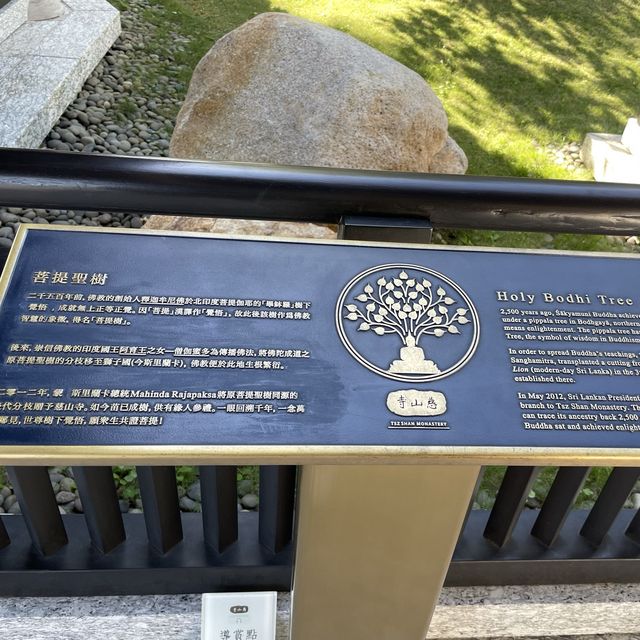 菩提聖樹
二千五百年前，佛教的創始人釋迦牟尼佛於北印度菩提伽耶的「畢鉢羅」樹下
覺悟，成就無上正等正覺。因「菩提」漢譯作「覺悟」，故此後該樹作為佛教
智慧的象徵，得名「菩提樹」。
後來，崇信佛教的印度國王阿育王之女—僧伽蜜多為傳播佛法，將佛陀成道之
原菩提聖樹的分枝移至獅子國(今斯里蘭卡)，佛教便於此地生根繁俗。
二零一二年，蒙 斯里蘭卡總統Mahinda Rajapaksa將原菩提聖樹同源的
代分枝贈予慈山寺。如今苗已成樹，供有緣人參禮，一眼回溯千年，一念萬
見，世尊樹下覺悟，願衆生共證菩提！
寺山慈
TSZ SHAN MONASTERY
Holy Bodhi Tree
2,500 years ago, Śākyamuni Buddha achieve
under a pippala tree in Bodhgayā, northern
means enlightenment. The pippala tree ha
Tree, the symbol of wisdom in Buddhism
In order to spread Buddha's teachings,
Sanghamitra, transplanted a cutting fro
Lion (modern-day Sri Lanka) in the 3
established there.
In May 2012, Sri Lankan President
branch to Tsz Shan Monastery. Th
can trace its ancestry back 2,500
Buddha sat and achieved enlight
導賞點